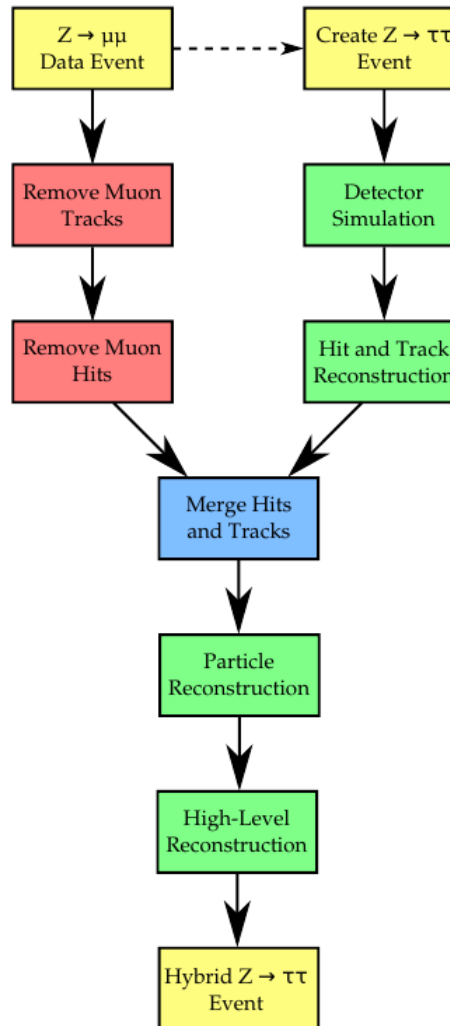 Z → μμ
Data Event
Create Z → ττ
Event
Remove Muon
Tracks
Detector
Simulation
Remove Muon
Hits
Hit and Track
Reconstruction
Merge Hits
and Tracks
Particle
Reconstruction
High-Level
Reconstruction
Hybrid Z → ττ
Event